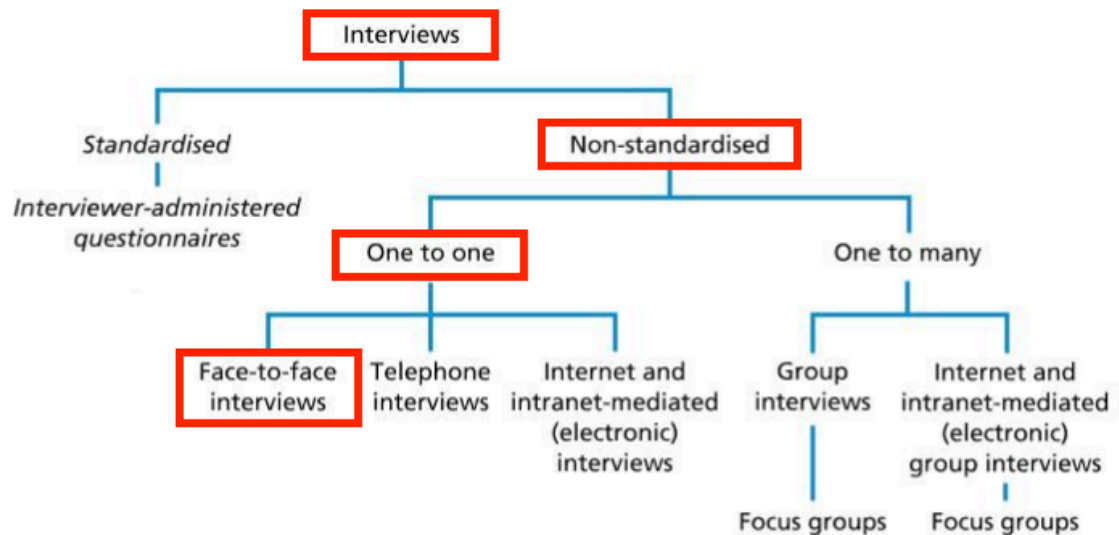 Interviews
Standardised
Non-standardised
Interviewer-administered
questionnaires
One to one
One to many
Face-to-face
interviews
Telephone
interviews
Internet and
intranet-mediated
(electronic)
interviews
Group
interviews
Internet and
intranet-mediated
(electronic)
group interviews
Focus groups
Focus groups